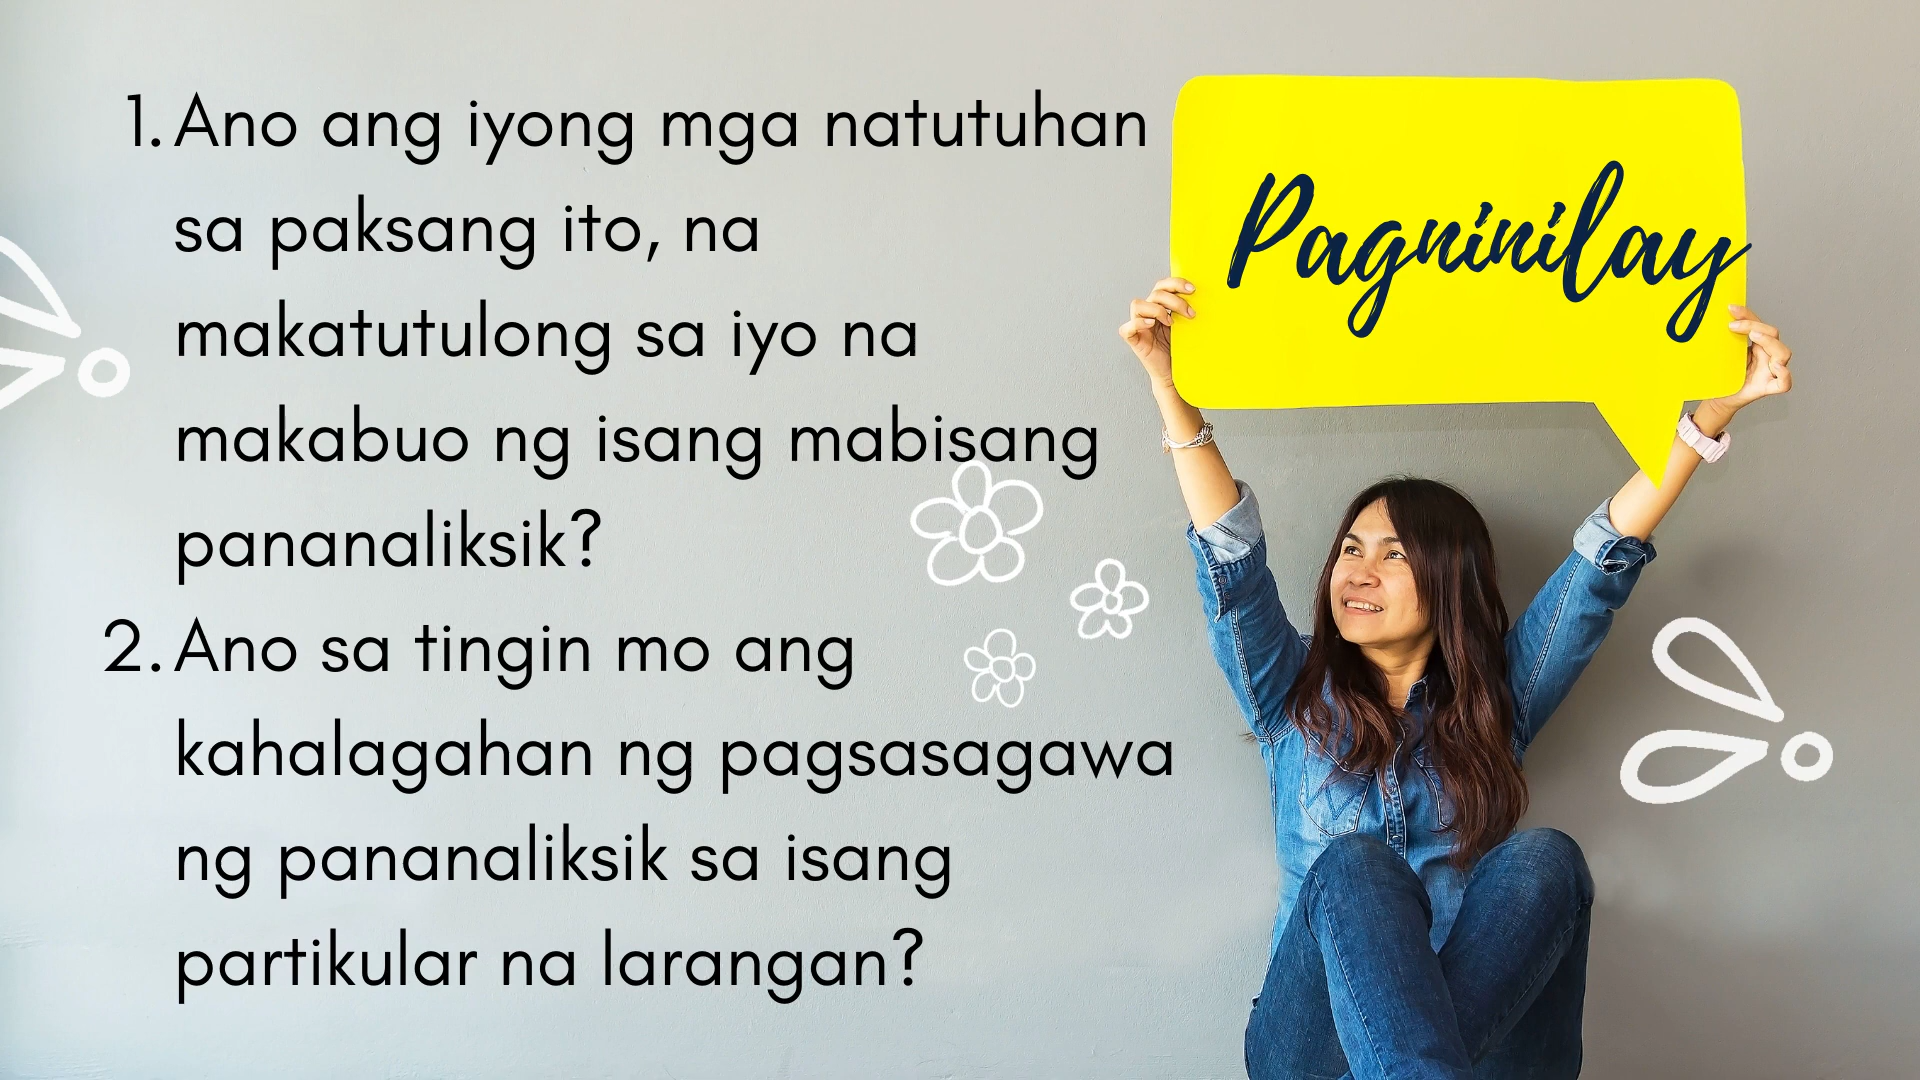 1. Ano ang iyong mga natutuhan
sa paksang ito, na
makatutulong sa iyo na
makabuo ng isang mabisang
pananaliksik?
2. Ano sa tingin mo ang
kahalagahan ng pagsasagawa
ng pananaliksik sa isang
partikular na larangan?
Pagninilay